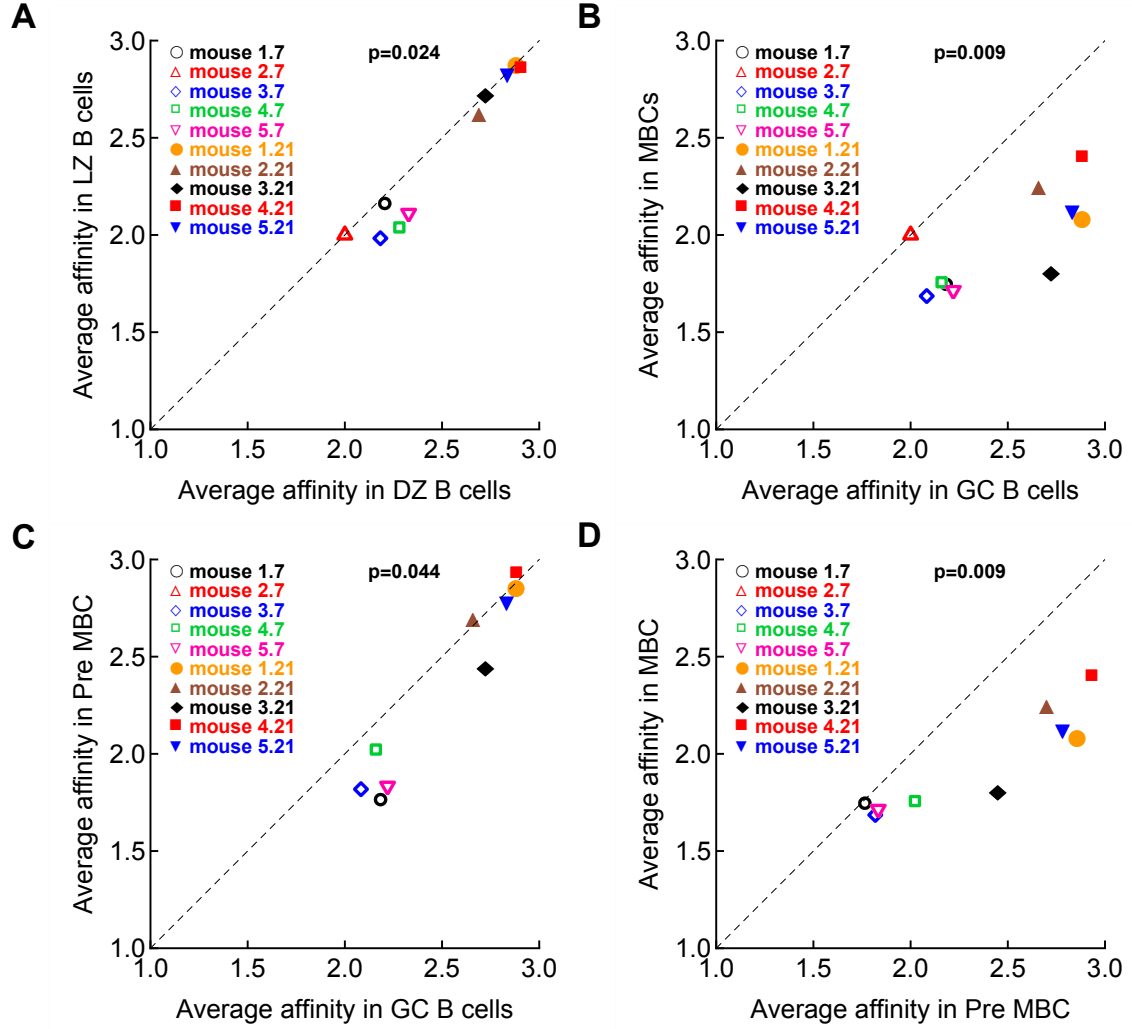 A
3.0
2.5
2.0
1.5
1.0
Average affinity in LZ B cells
mouse 1.7
mouse 2.7
mouse 3.7
mouse 4.7
mouse 5.7
mouse 1.21
mouse 2.21
mouse 3.21
mouse 4.21
mouse 5.21
p=0.024
1.0 1.5 2.0 2.5 3.0
Average affinity in DZ B cells
B
3.0
2.5
2.0
1.5
1.0
Average affinity in MBCs
mouse 1.7
mouse 2.7
mouse 3.7
mouse 4.7
mouse 5.7
mouse 1.21
mouse 2.21
mouse 3.21
mouse 4.21
mouse 5.21
p=0.009
1.0 1.5 2.0 2.5 3.0
Average affinity in GC B cells
C
3.0
2.5
2.0
1.5
1.0
Average affinity in Pre MBC
mouse 1.7
mouse 2.7
mouse 3.7
mouse 4.7
mouse 5.7
mouse 1.21
mouse 2.21
mouse 3.21
mouse 4.21
mouse 5.21
p=0.044
1.0 1.5 2.0 2.5 3.0
Average affinity in GC B cells
D
3.0
2.5
2.0
1.5
1.0
Average affinity in MBC
mouse 1.7
mouse 2.7
mouse 3.7
mouse 4.7
mouse 5.7
mouse 1.21
mouse 2.21
mouse 3.21
mouse 4.21
mouse 5.21
p=0.009
1.0 1.5 2.0 2.5 3.0
Average affinity in Pre MBC